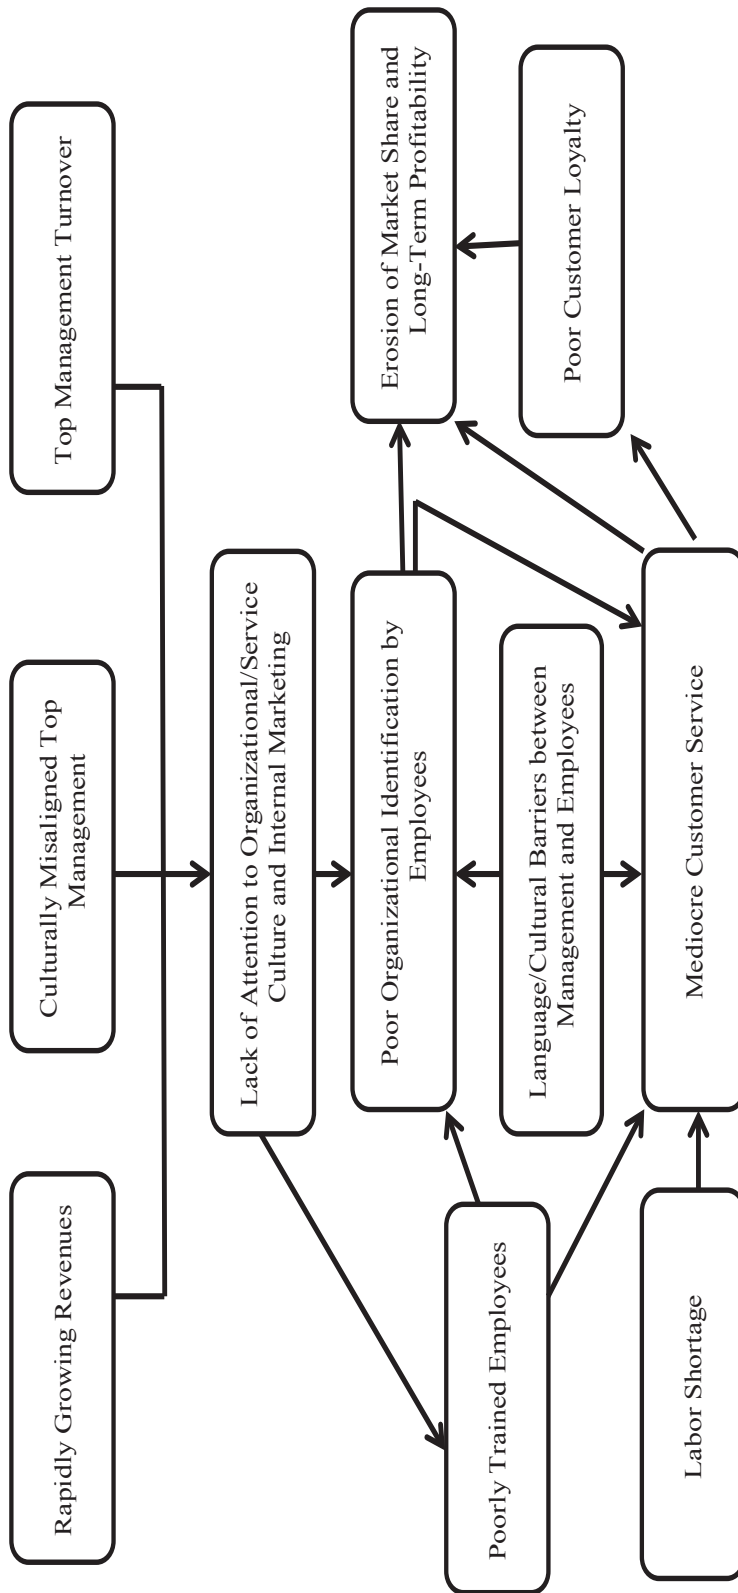 Rapidly Growing Revenues
Culturally Misaligned Top
Management
Top Management Turnover
Lack of Attention to Organizational/Service
Culture and Internal Marketing
Poor Organizational Identification by
Employees
Erosion of Market Share and
Long-Term Profitability
Poorly Trained Employees
Language/Cultural Barriers between
Management and Employees
Poor Customer Loyalty
Labor Shortage
Mediocre Customer Service